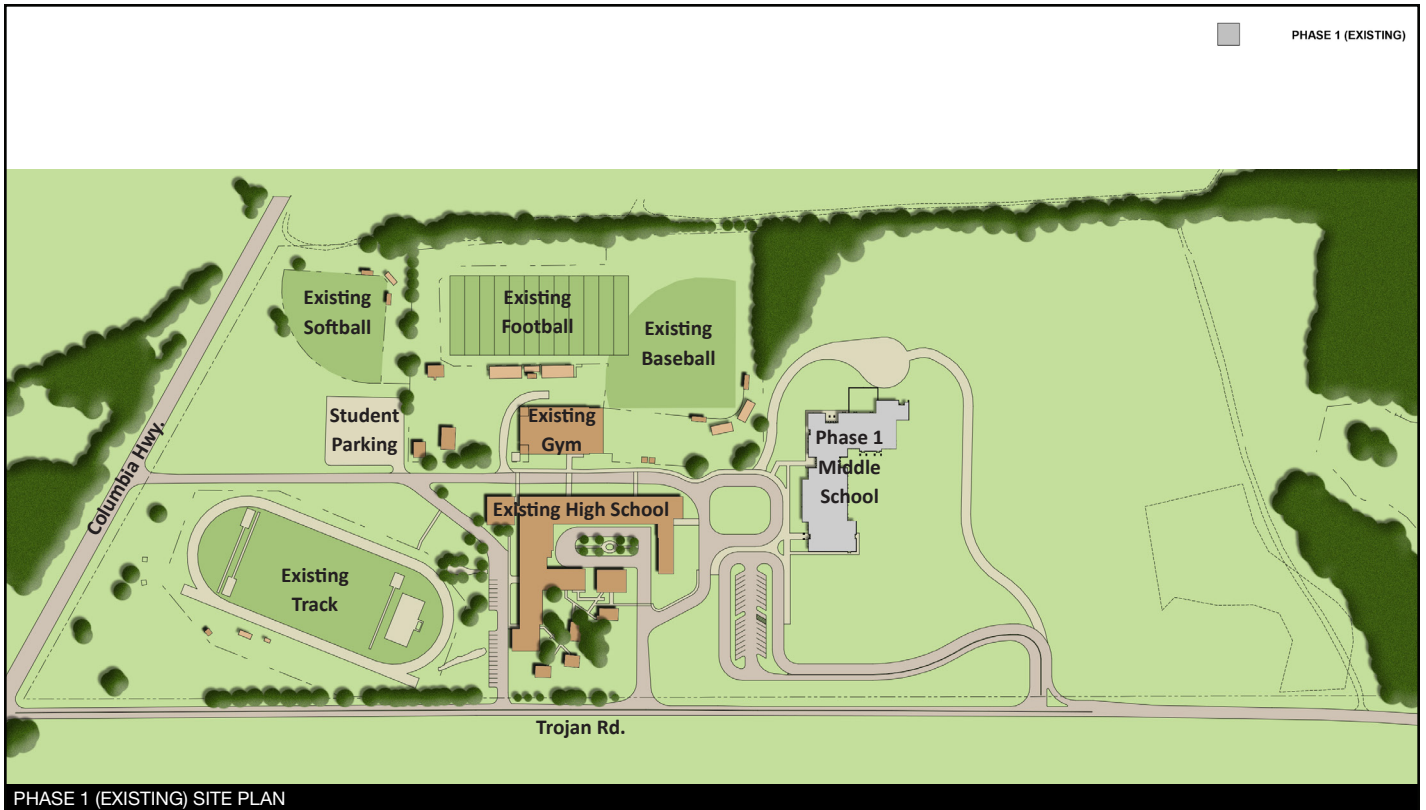 PHASE 1 (EXISTING)
Existing
Softball
Existing
Football
Existing
Baseball
Student
Parking
Existing
Gym
Phase 1
Middle
School
Columbia Hwy.
Existing High School
Existing
Track
Trojan Rd.
PHASE 1 (EXISTING) SITE PLAN